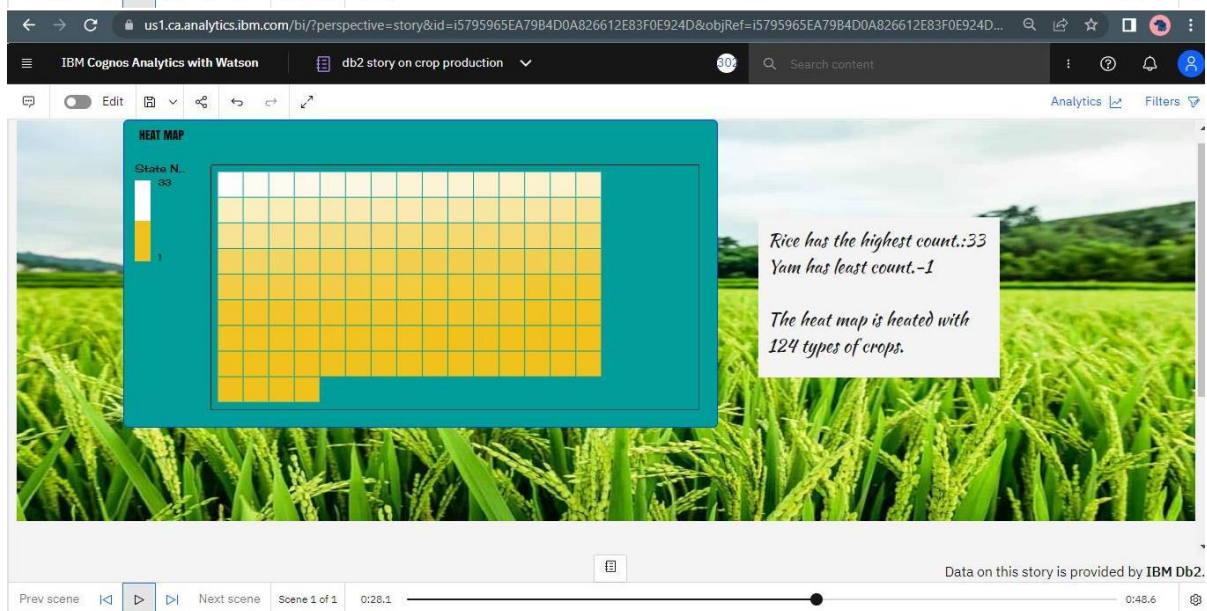 us1.ca.analytics.ibm.com/bi/?perspective=story&id=i5795965EA79B4D0A826612E83F0E924D&objRef=i5795965EA79B4D0A826612E83F0E924D...
IBM Cognos Analytics with Watson db2 story on crop production 302 Search content
Edit Analytics Filters
HEAT MAP
State N..
33
1
Rice has the highest count.:33
Yam has least count.-1
The heat map is heated with
124 types of crops.
Data on this story is provided by IBM Db2.
Prev scene Next scene Scene 1 of 1 0:28.1 0:48.6